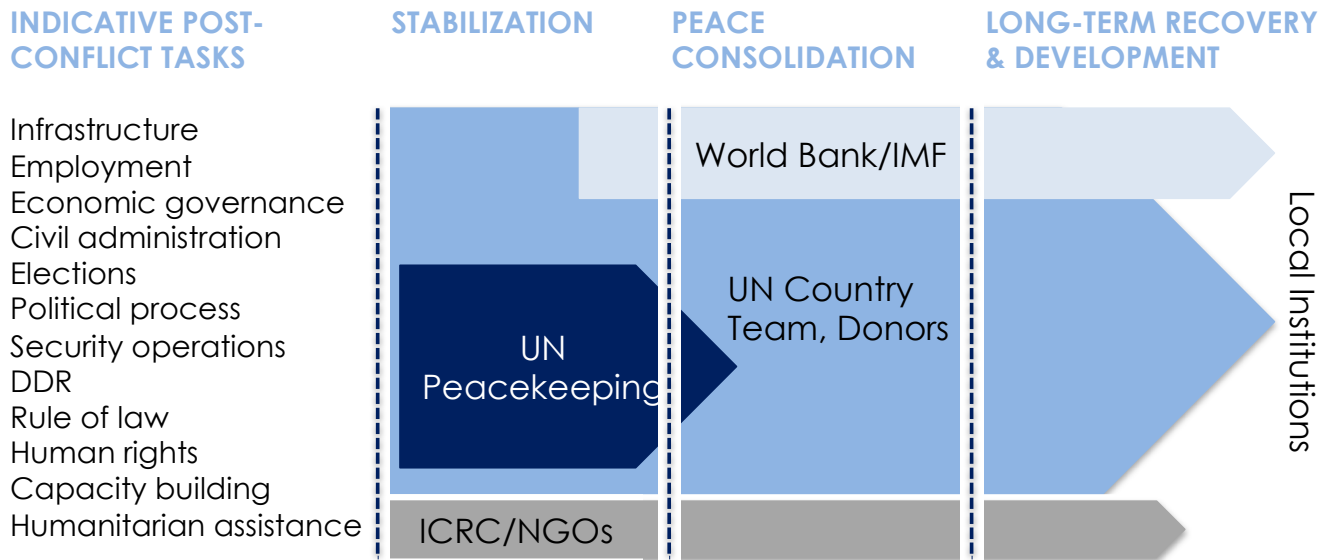 INDICATIVE POST-
CONFLICT TASKS
STABILIZATION
PEACE
CONSOLIDATION
LONG-TERM RECOVERY
& DEVELOPMENT
Infrastructure
Employment
Economic governance
Civil administration
Elections
Political process
Security operations
DDR
Rule of law
Human rights
Capacity building
Humanitarian assistance
World Bank/IMF
UN Country
Team, Donors
UN
Peacekeeping
ICRC/NGOs
Local Institutions